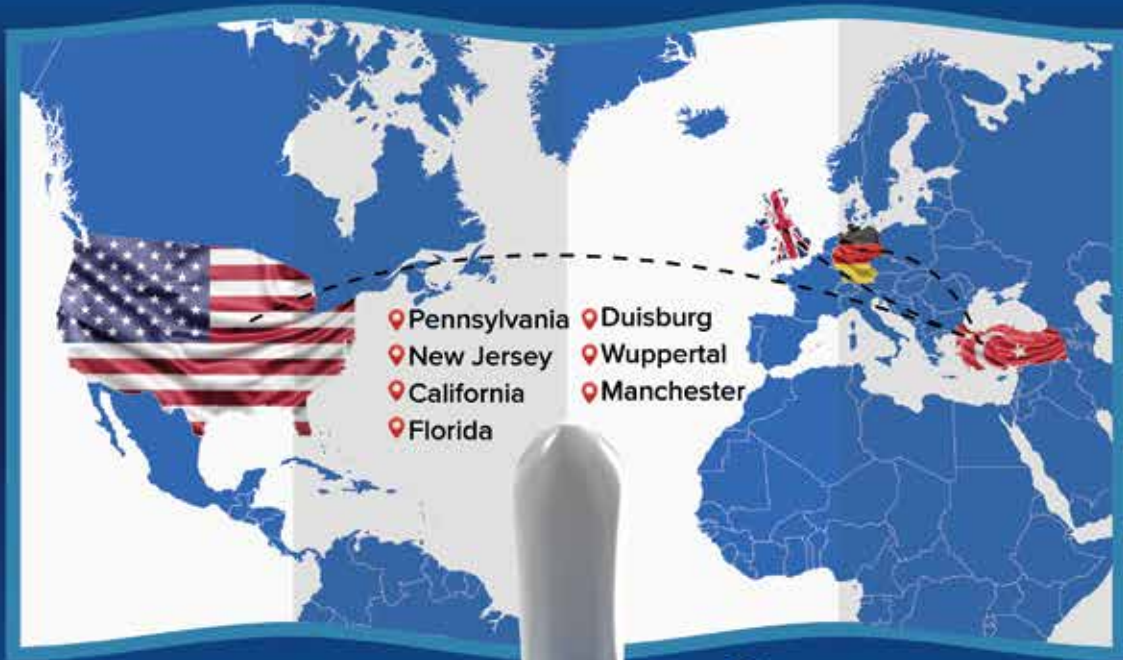 Pennsylvania
New Jersey
California
Florida
Duisburg
Wuppertal
Manchester